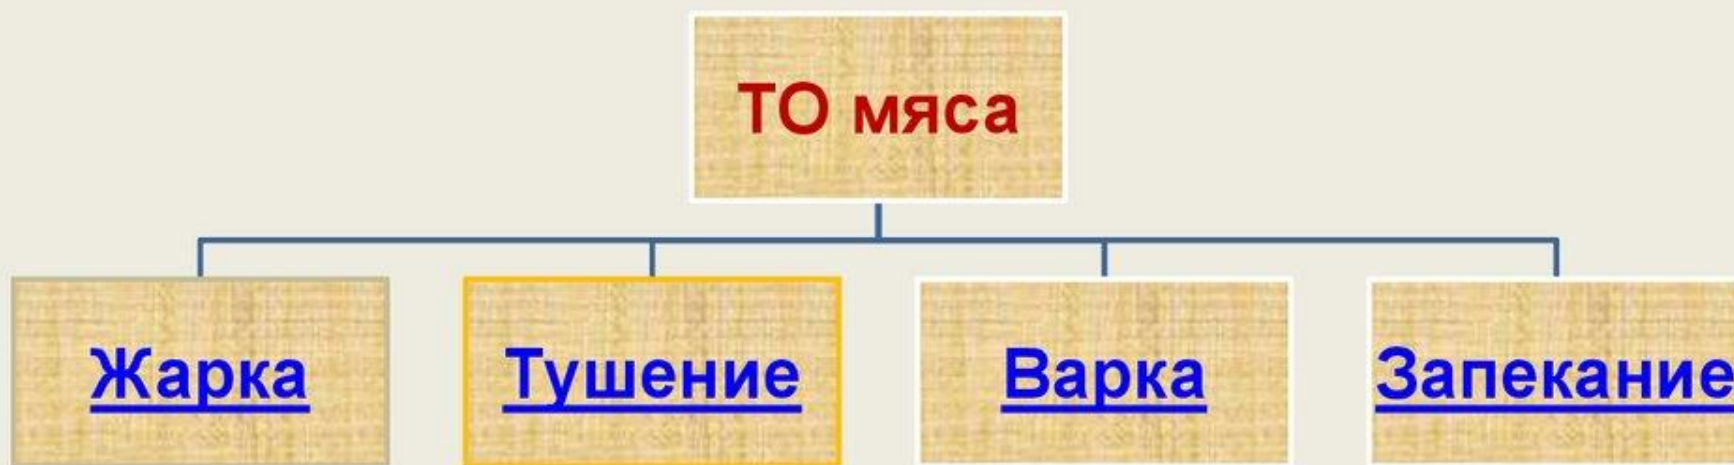 ТО мяса
Жарка
Тушение
Варка
Запекание